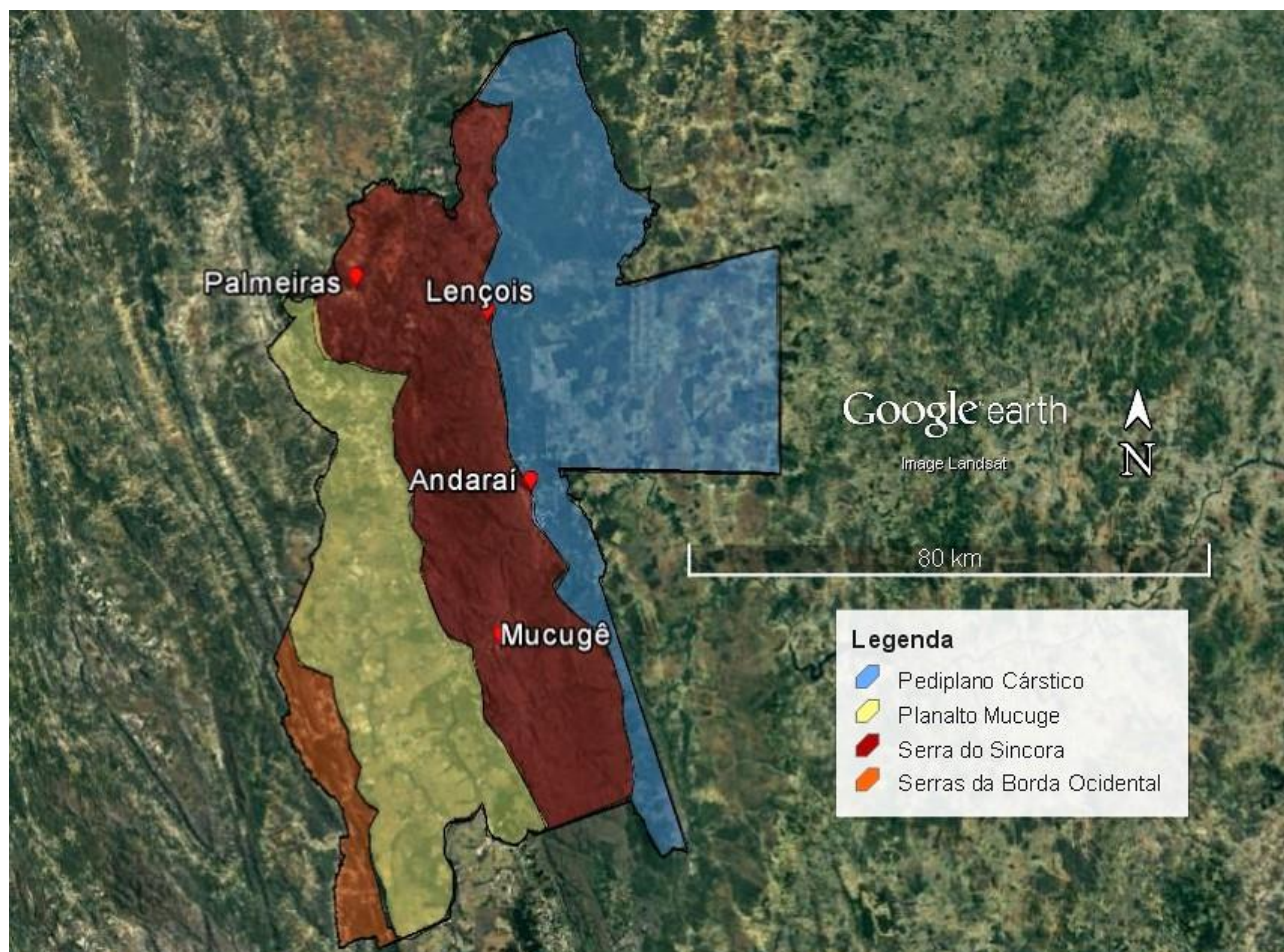 Palmeiras
Lençois
Google earth
Image Landsat
N
Andaraí
80 km
Mucugê
Legenda
Pediplano Cárstico
Planalto Mucuge
Serra do Sincora
Serras da Borda Ocidental